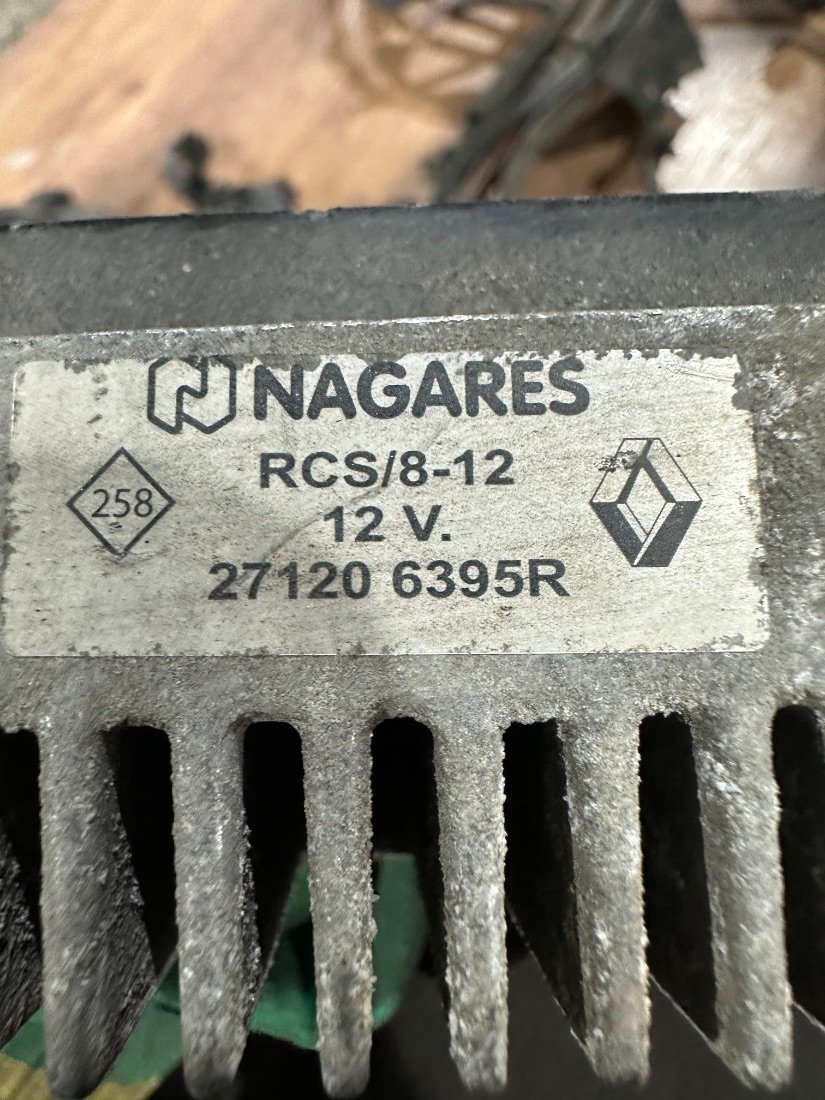 NAGARES
RCS/8-12
258
12 V.
27120 6395R